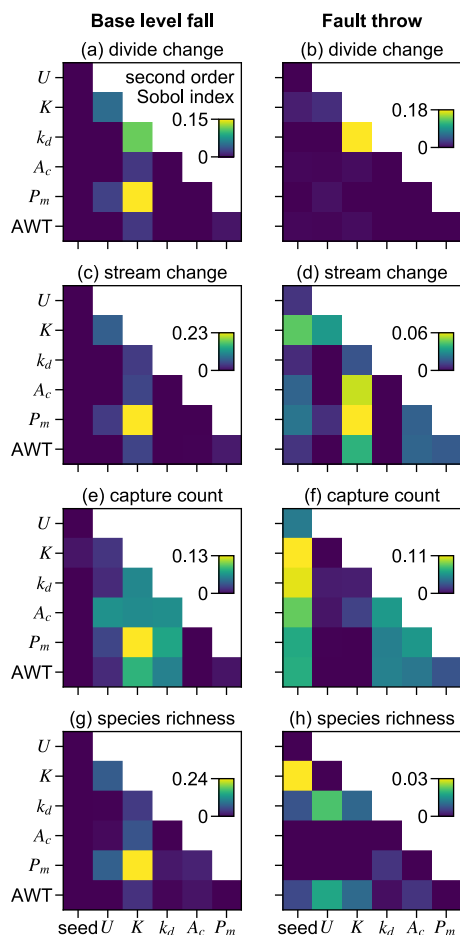 Base level fall
Fault throw
(a) divide change
(b) divide change
U
K
k_d
A_c
P_m
AWT
second order
Sobol index
0.15
0
0.18
0
(c) stream change
(d) stream change
U
K
k_d
A_c
P_m
AWT
0.23
0
0.06
0
(e) capture count
(f) capture count
U
K
k_d
A_c
P_m
AWT
0.13
0
0.11
0
(g) species richness
(h) species richness
U
K
k_d
A_c
P_m
AWT
0.24
0
0.03
0
seed U K k_d A_c P_m
seed U K k_d A_c P_m